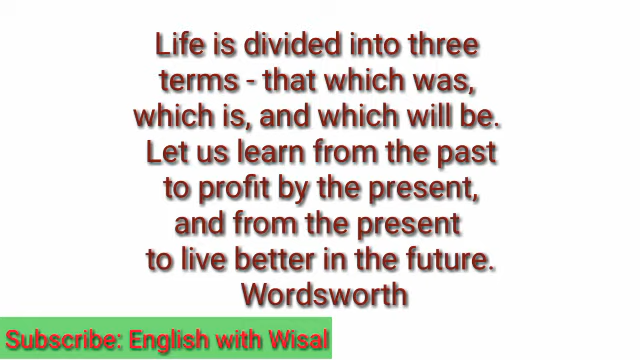 Life is divided into three
terms - that which was,
which is, and which will be.
Let us learn from the past
to profit by the present,
and from the present
to live better in the future.
Wordsworth
Subscribe: English with Wisal